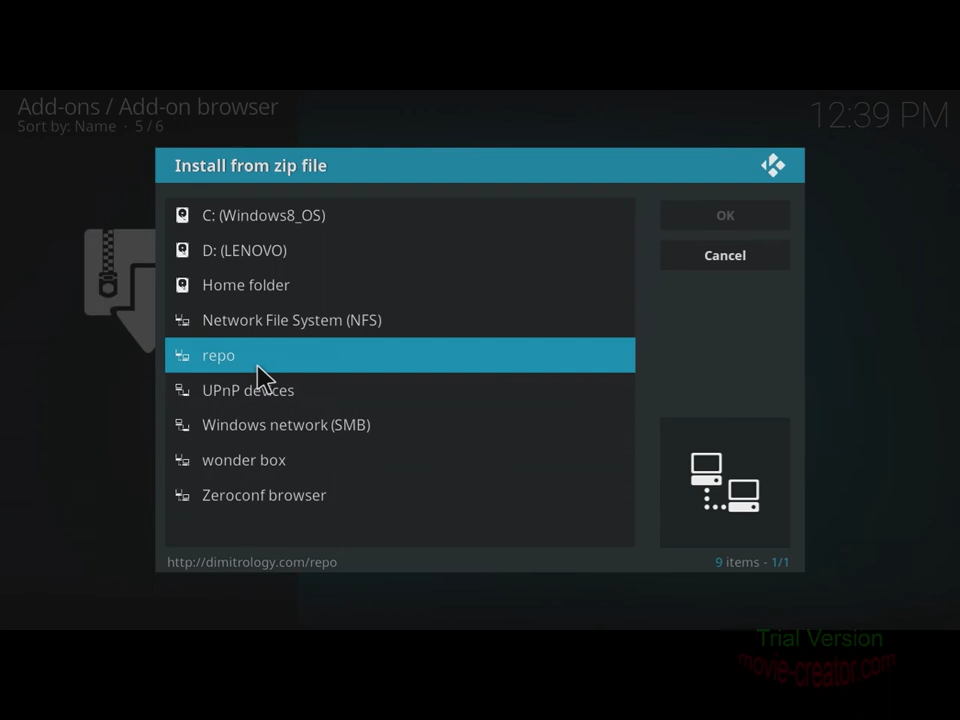 Add-ons / Add-on browser
Sort by: Name · 5 / 6
12:39 PM
Install from zip file
C: (Windows8_OS)
D: (LENOVO)
Home folder
Network File System (NFS)
repo
UPnP devices
Windows network (SMB)
wonder box
Zeroconf browser
OK
Cancel
http://dimitrology.com/repo
9 items - 1/1
Trial Version
movie-creator.com